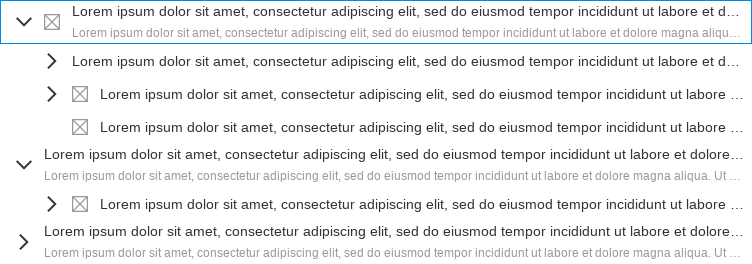 Lorem ipsum dolor sit amet, consectetur adipiscing elit, sed do eiusmod tempor incididunt ut labore et d…
Lorem ipsum dolor sit amet, consectetur adipiscing elit, sed do eiusmod tempor incididunt ut labore et dolore magna aliqu…
Lorem ipsum dolor sit amet, consectetur adipiscing elit, sed do eiusmod tempor incididunt ut labore et d…
Lorem ipsum dolor sit amet, consectetur adipiscing elit, sed do eiusmod tempor incididunt ut labore …
Lorem ipsum dolor sit amet, consectetur adipiscing elit, sed do eiusmod tempor incididunt ut labore …
Lorem ipsum dolor sit amet, consectetur adipiscing elit, sed do eiusmod tempor incididunt ut labore et dolore…
Lorem ipsum dolor sit amet, consectetur adipiscing elit, sed do eiusmod tempor incididunt ut labore et dolore magna aliqua. Ut …
Lorem ipsum dolor sit amet, consectetur adipiscing elit, sed do eiusmod tempor incididunt ut labore …
Lorem ipsum dolor sit amet, consectetur adipiscing elit, sed do eiusmod tempor incididunt ut labore et dolore…
Lorem ipsum dolor sit amet, consectetur adipiscing elit, sed do eiusmod tempor incididunt ut labore et dolore magna aliqua. Ut …